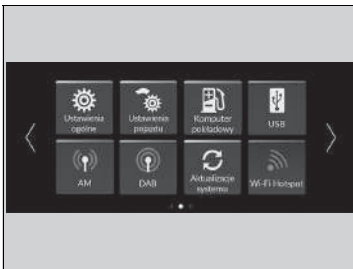 Ustawienia
ogólne
Ustawienia
pojazdu
Komputer
pokładowy
USB
AM
DAB
Aktualizacje
systemu
Wi-Fi Hotspot